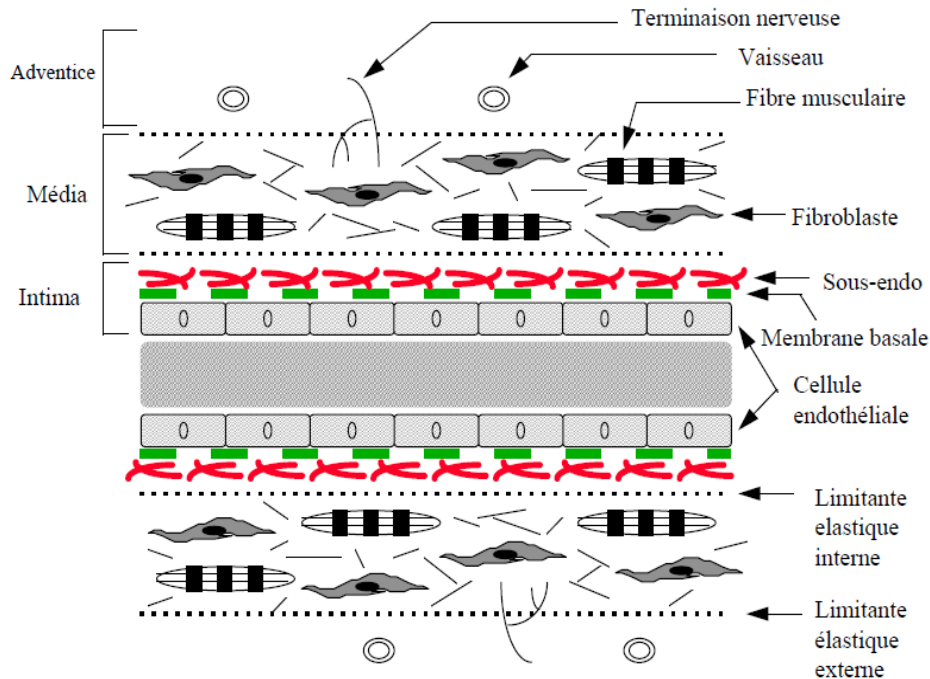 Terminaison nerveuse
Vaisseau
Adventice
Fibre musculaire
Média
Fibroblaste
Intima
Sous-endo
Membrane basale
Cellule
endothéliale
Limitante
elastique
interne
Limitante
élastique
externe